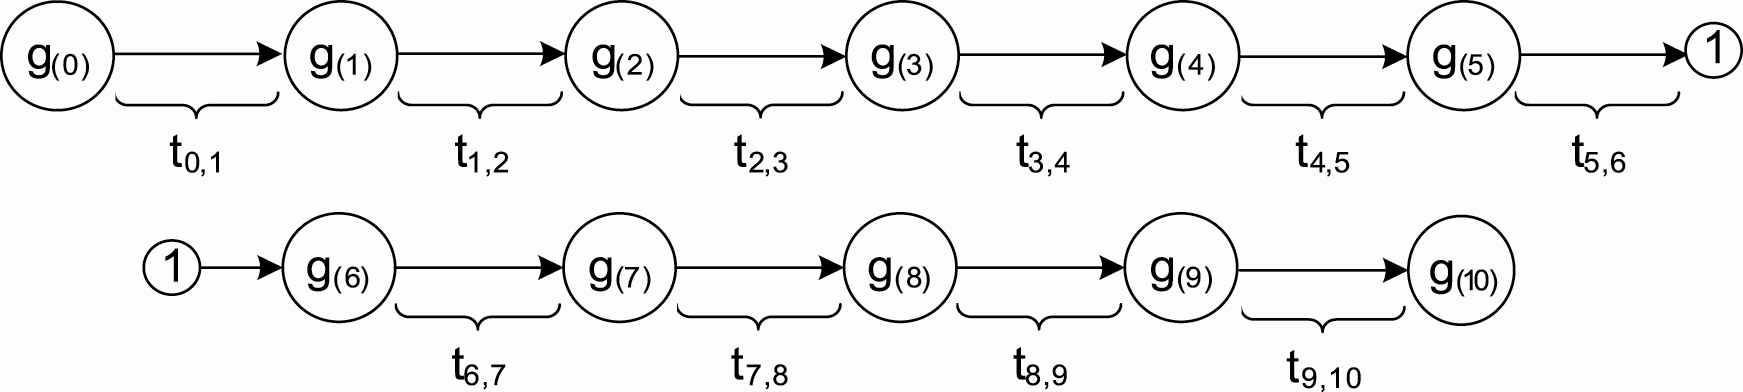 g(0) g(1) g(2) g(3) g(4) g(5) 1
t0,1 t1,2 t2,3 t3,4 t4,5 t5,6
1 g(6) g(7) g(8) g(9) g(10)
t6,7 t7,8 t8,9 t9,10